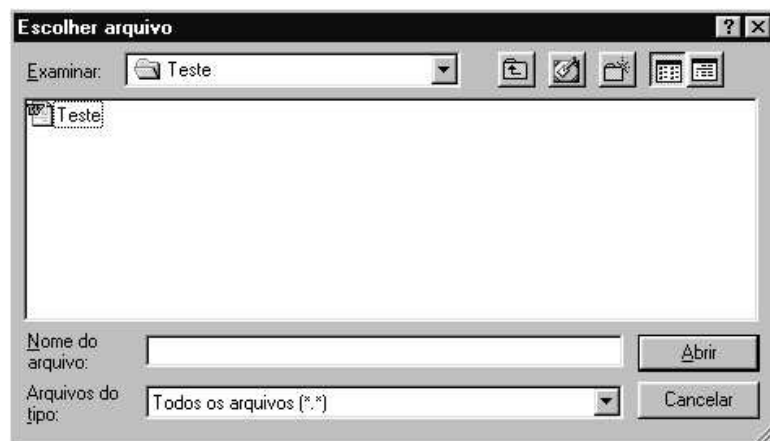 Escolher arquivo
Examinar: Teste
Teste
Nome do
arquivo:
Abrir
Arquivos do
tipo:
Todos os arquivos (*.*)
Cancelar